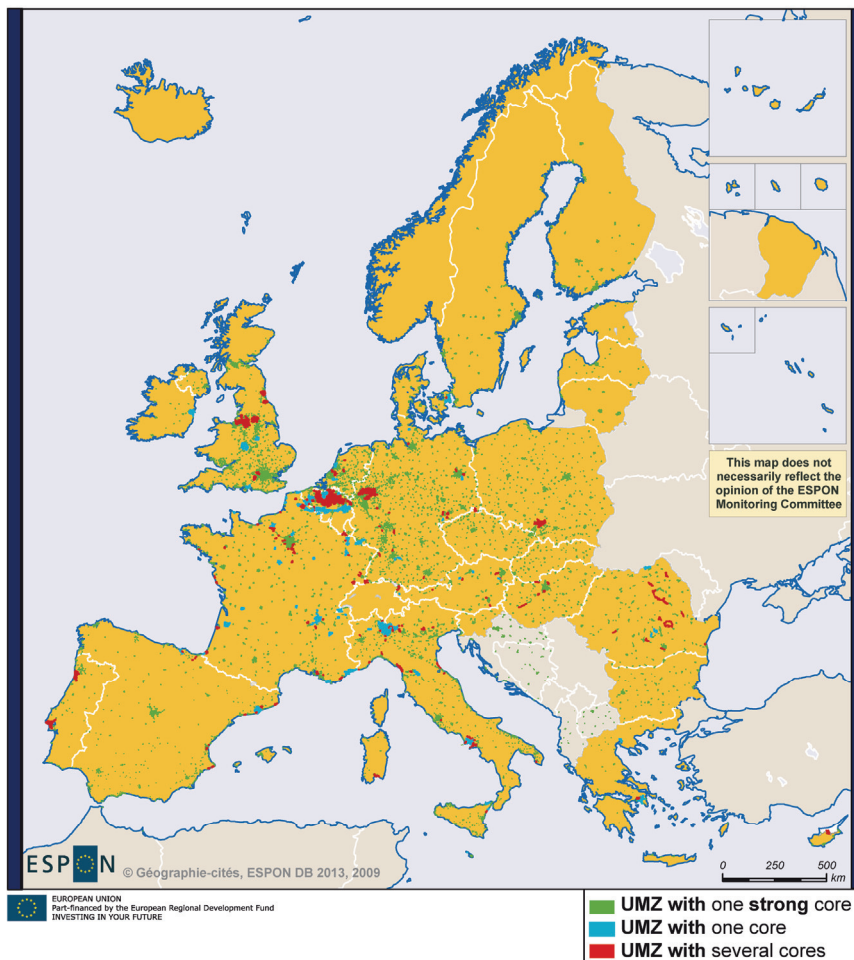 This map does not
necessarily reflect the
opinion of the ESPON
Monitoring Committee
ESPON
© Géographie-cités, ESPON DB 2013, 2009
0 250 500
km
EUROPEAN UNION
Part-financed by the European Regional Development Fund
INVESTING IN YOUR FUTURE
UMZ with one strong core
UMZ with one core
UMZ with several cores